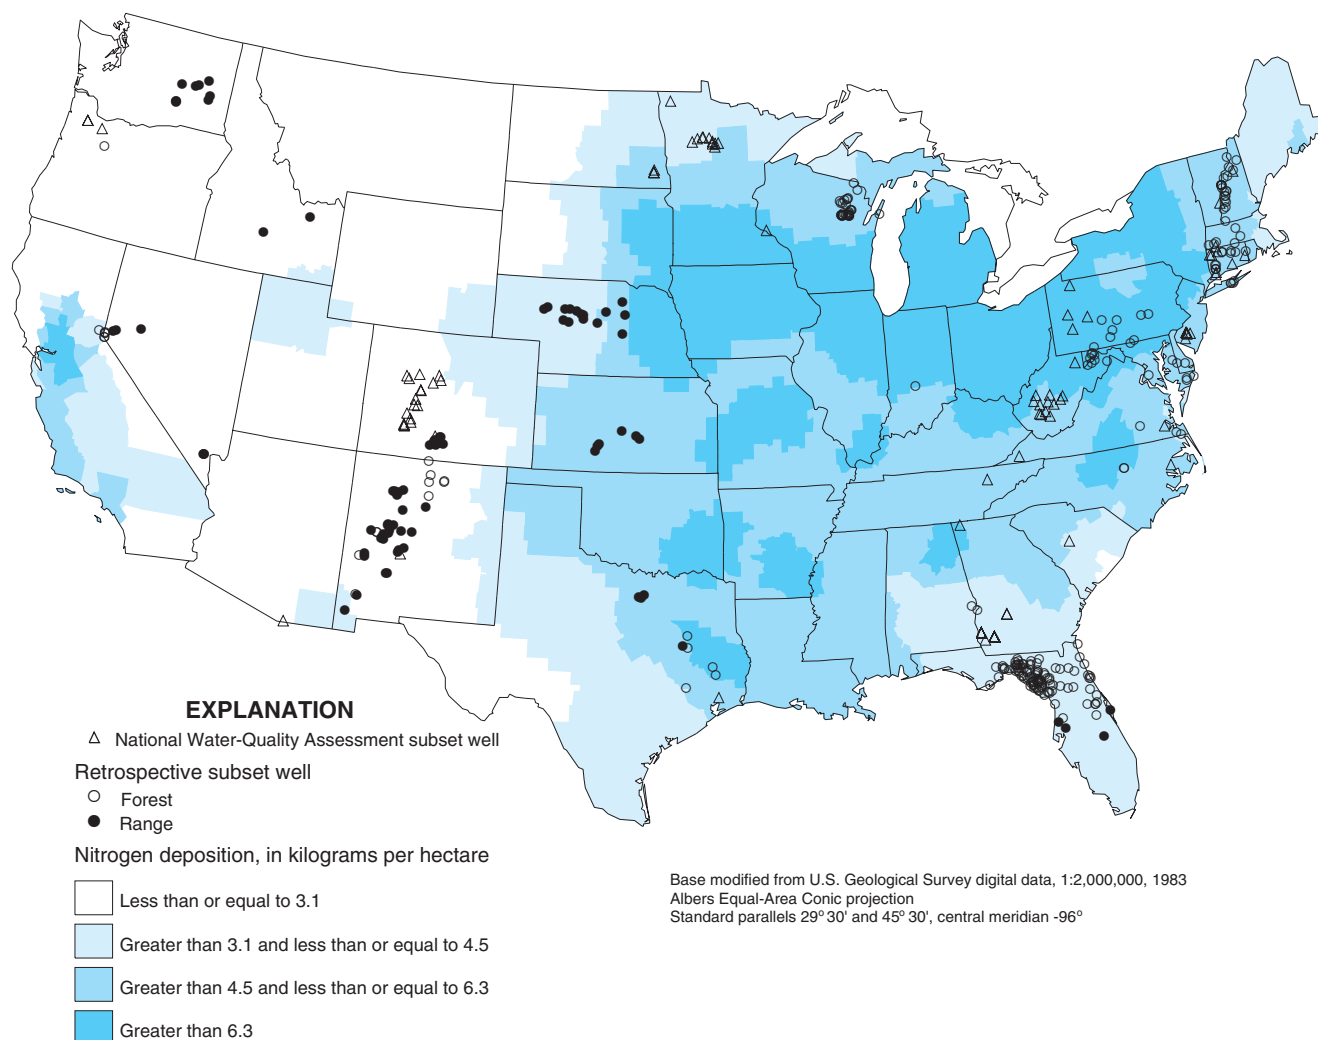 EXPLANATION
National Water-Quality Assessment subset well
Retrospective subset well
Forest
Range
Nitrogen deposition, in kilograms per hectare
Less than or equal to 3.1
Greater than 3.1 and less than or equal to 4.5
Greater than 4.5 and less than or equal to 6.3
Greater than 6.3
Base modified from U.S. Geological Survey digital data, 1:2,000,000, 1983
Albers Equal-Area Conic projection
Standard parallels 29° 30' and 45° 30', central meridian -96°